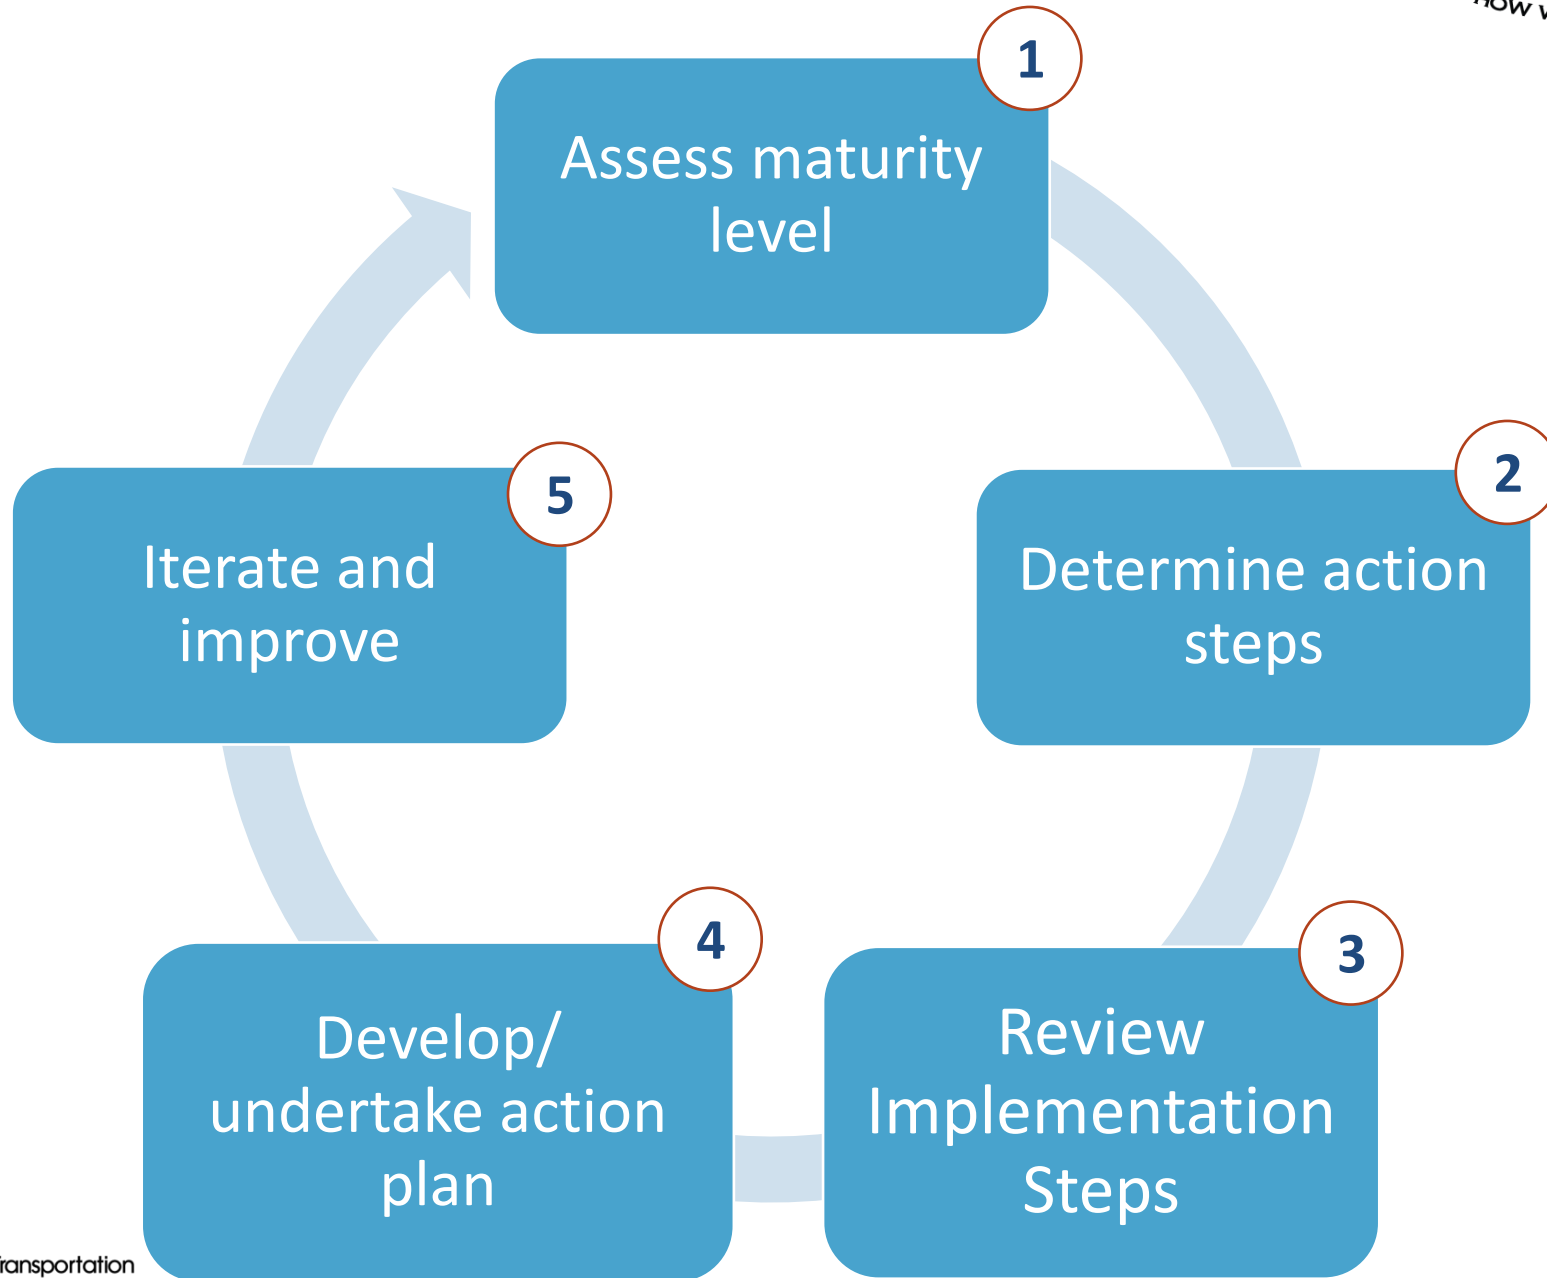 How
1
Assess maturity
level
2
Determine action
steps
3
Review
Implementation
Steps
4
Develop/
undertake action
plan
5
Iterate and
improve